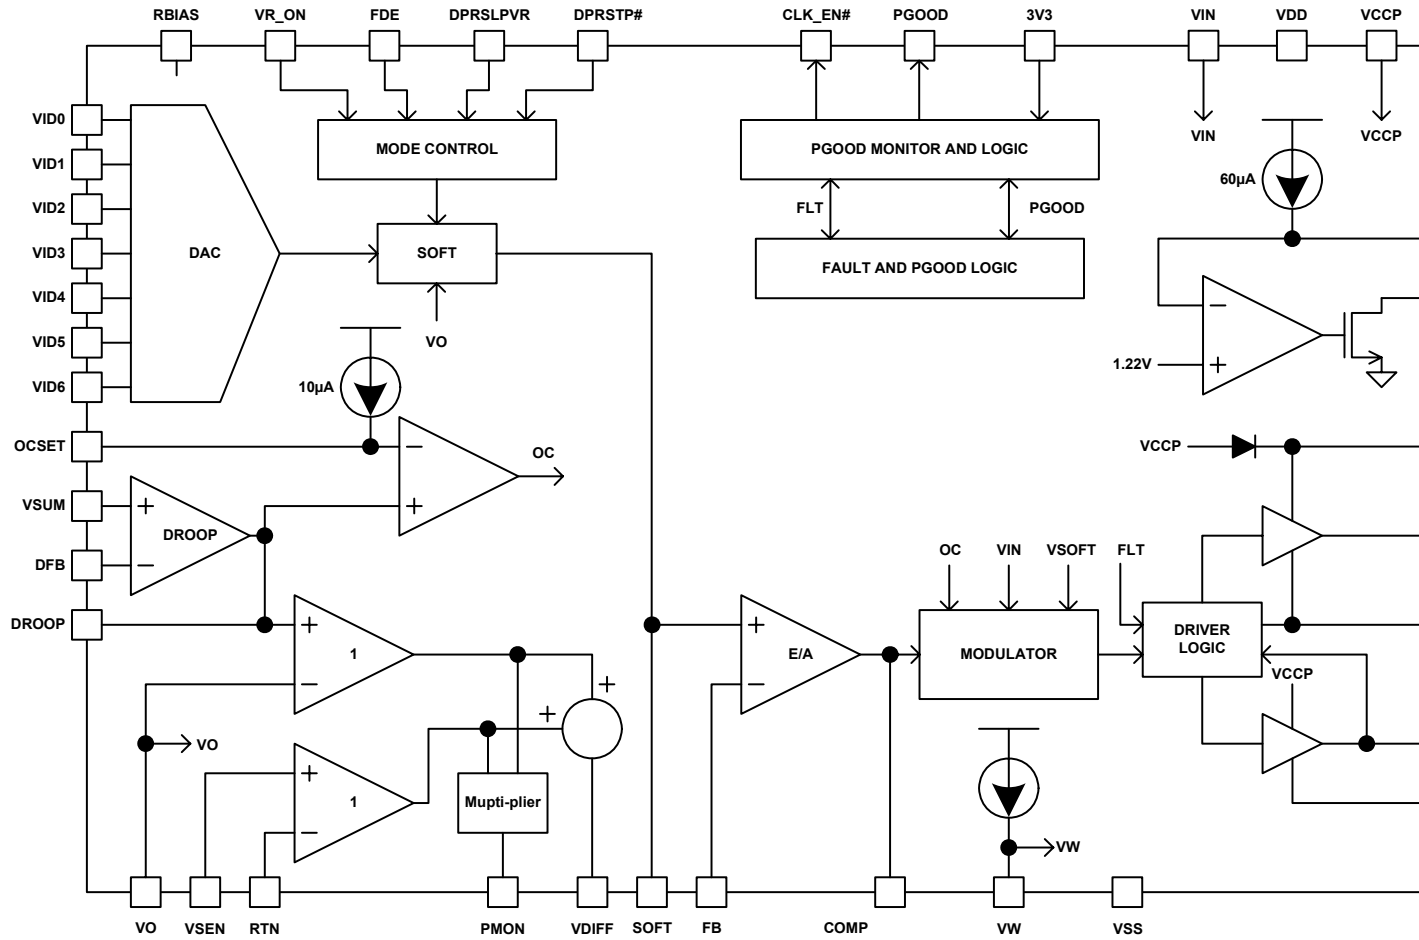 RBIAS
VR_ON
FDE
DPRSLPVR
DPRSTP#
CLK_EN#
PGOOD
3V3
VIN
VDD
VCCP
VID0
VID1
VID2
VID3
VID4
VID5
VID6
DAC
MODE CONTROL
SOFT
VO
PGOOD MONITOR AND LOGIC
FLT
PGOOD
FAULT AND PGOOD LOGIC
VIN
VCCP
60µA
−
+
1.22V
10µA
OCSET
−
+
OC
VSUM
DFB
+
−
DROOP
DROOP
+
−
1
+
+
VO
+
−
1
Mupti-plier
+
−
E/A
OC
VIN
VSOFT
FLT
MODULATOR
DRIVER
LOGIC
VCCP
VCCP
VW
VO
VSEN
RTN
PMON
VDIFF
SOFT
FB
COMP
VW
VSS